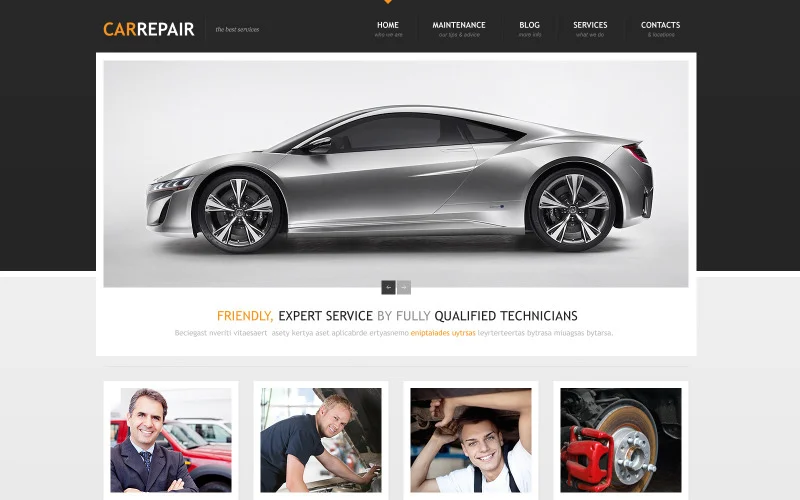 CARREPAIR
the best services
HOME
who we are
MAINTENANCE
our tips & advice
BLOG
more info
SERVICES
what we do
CONTACTS
& locations
FRIENDLY, EXPERT SERVICE BY FULLY QUALIFIED TECHNICIANS
Beciegast nveriti vitaesaert asety kertya aset aplicabrde ertyasnemo eniptaiades uytrsas leyrterteertas bytrasa miuagsas bytarsa.